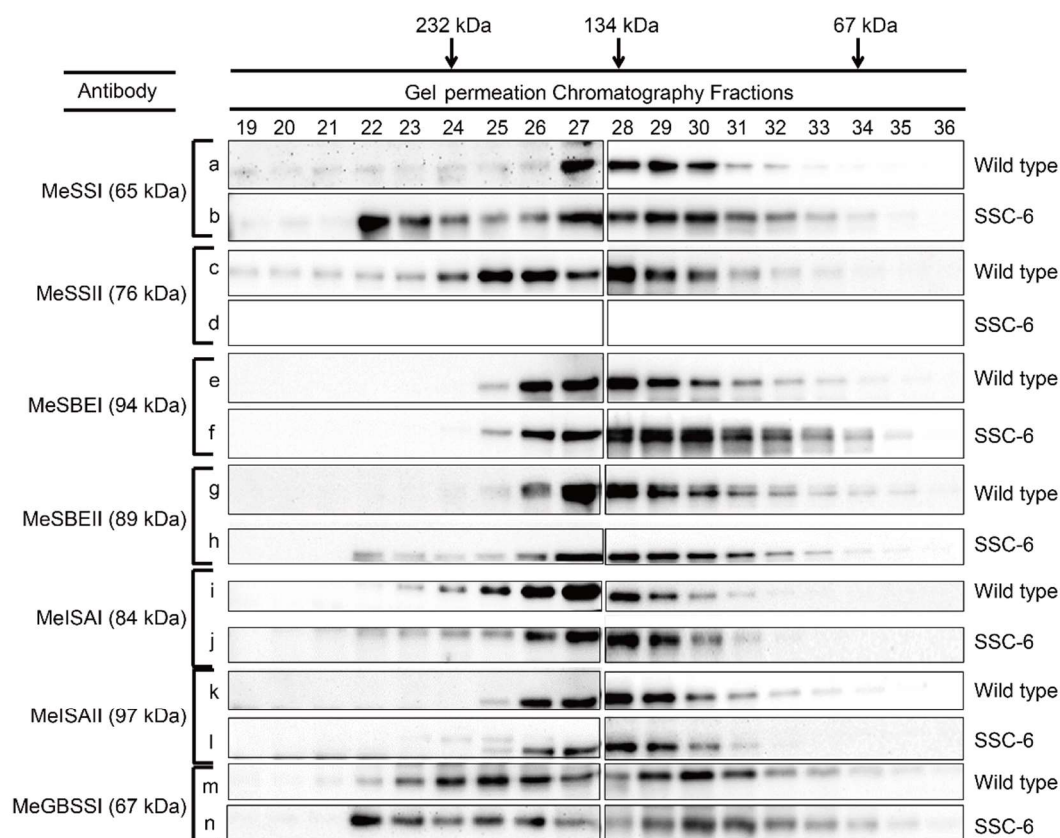 232 kDa 134 kDa 67 kDa
Antibody Gel permeation Chromatography Fractions
19 20 21 22 23 24 25 26 27 28 29 30 31 32 33 34 35 36
MeSSI (65 kDa)
a Wild type
b SSC-6
MeSSII (76 kDa)
c Wild type
d SSC-6
MeSBEI (94 kDa)
e Wild type
f SSC-6
MeSBEII (89 kDa)
g Wild type
h SSC-6
MeISAI (84 kDa)
i Wild type
j SSC-6
MeISAII (97 kDa)
k Wild type
l SSC-6
MeGBSSI (67 kDa)
m Wild type
n SSC-6